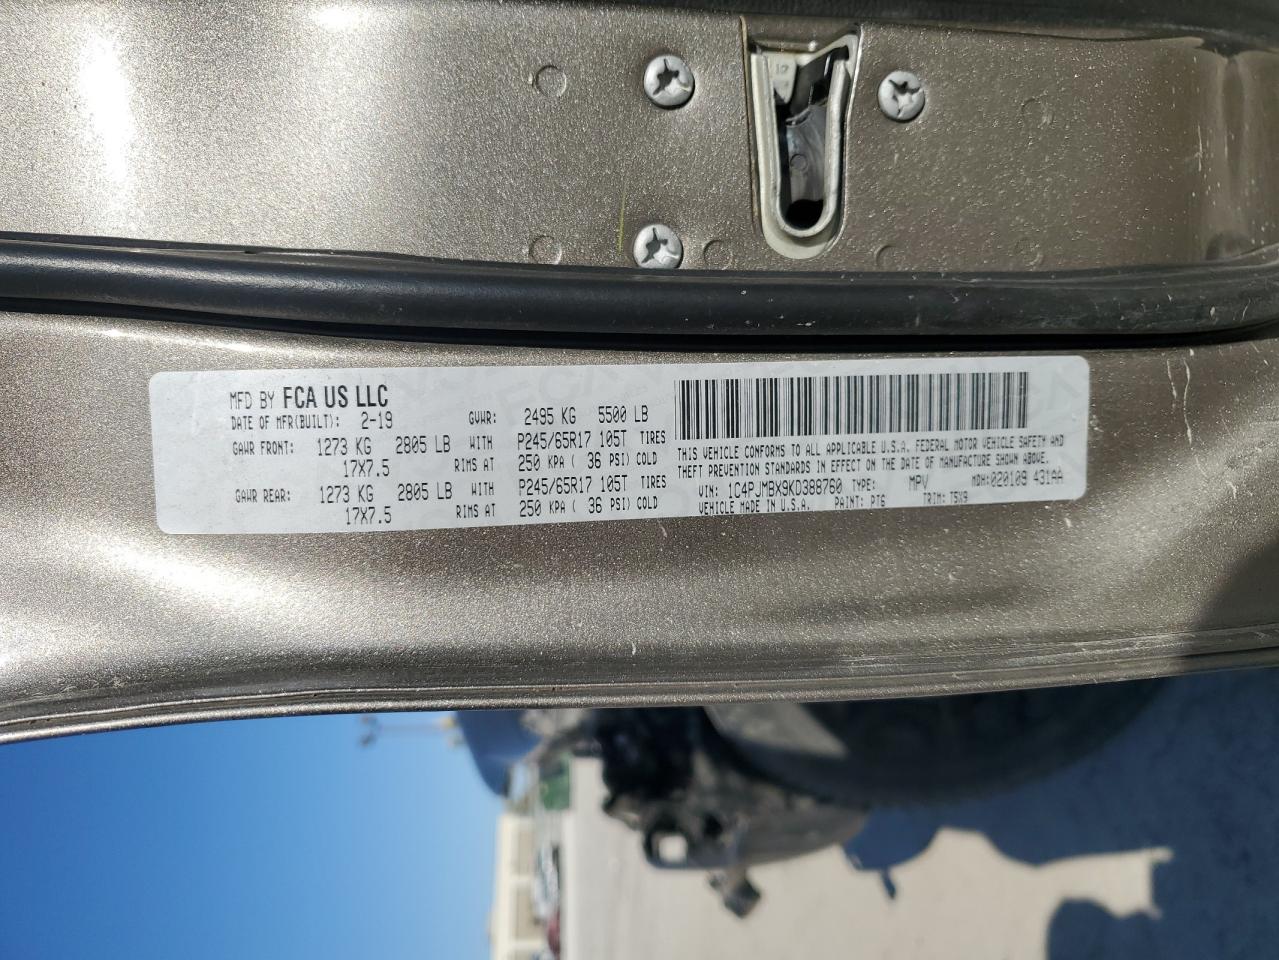 MFD BY FCA US LLC
DATE OF MFR(BUILT): 2-19 GVWR: 2495 KG 5500 LB
GAWR FRONT: 1273 KG 2805 LB WITH P245/65R17 105T TIRES
17X7.5 RIMS AT 250 KPA ( 36 PSI) COLD
GAWR REAR: 1273 KG 2805 LB WITH P245/65R17 105T TIRES
17X7.5 RIMS AT 250 KPA ( 36 PSI) COLD
THIS VEHICLE CONFORMS TO ALL APPLICABLE U.S.A. FEDERAL MOTOR VEHICLE SAFETY AND
THEFT PREVENTION STANDARDS IN EFFECT ON THE DATE OF MANUFACTURE SHOWN ABOVE.
VIN: 1C4PJMBX9KD388760 TYPE: MPV MDH:020109 431AA
VEHICLE MADE IN U.S.A. PAINT: PTG TRIM: T5X9